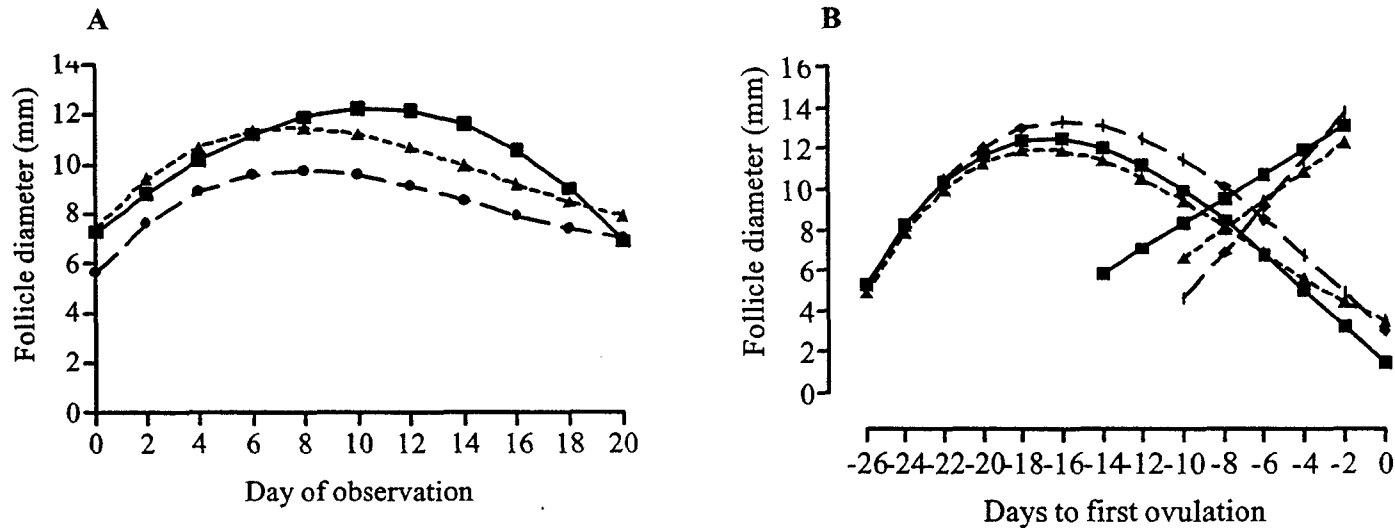 A
B
Follicle diameter (mm)
14
12
10
8
6
4
2
0
0 2 4 6 8 10 12 14 16 18 20
Day of observation
Follicle diameter (mm)
16
14
12
10
8
6
4
2
0
-26-24-22-20-18-16-14-12-10 -8 -6 -4 -2 0
Days to first ovulation